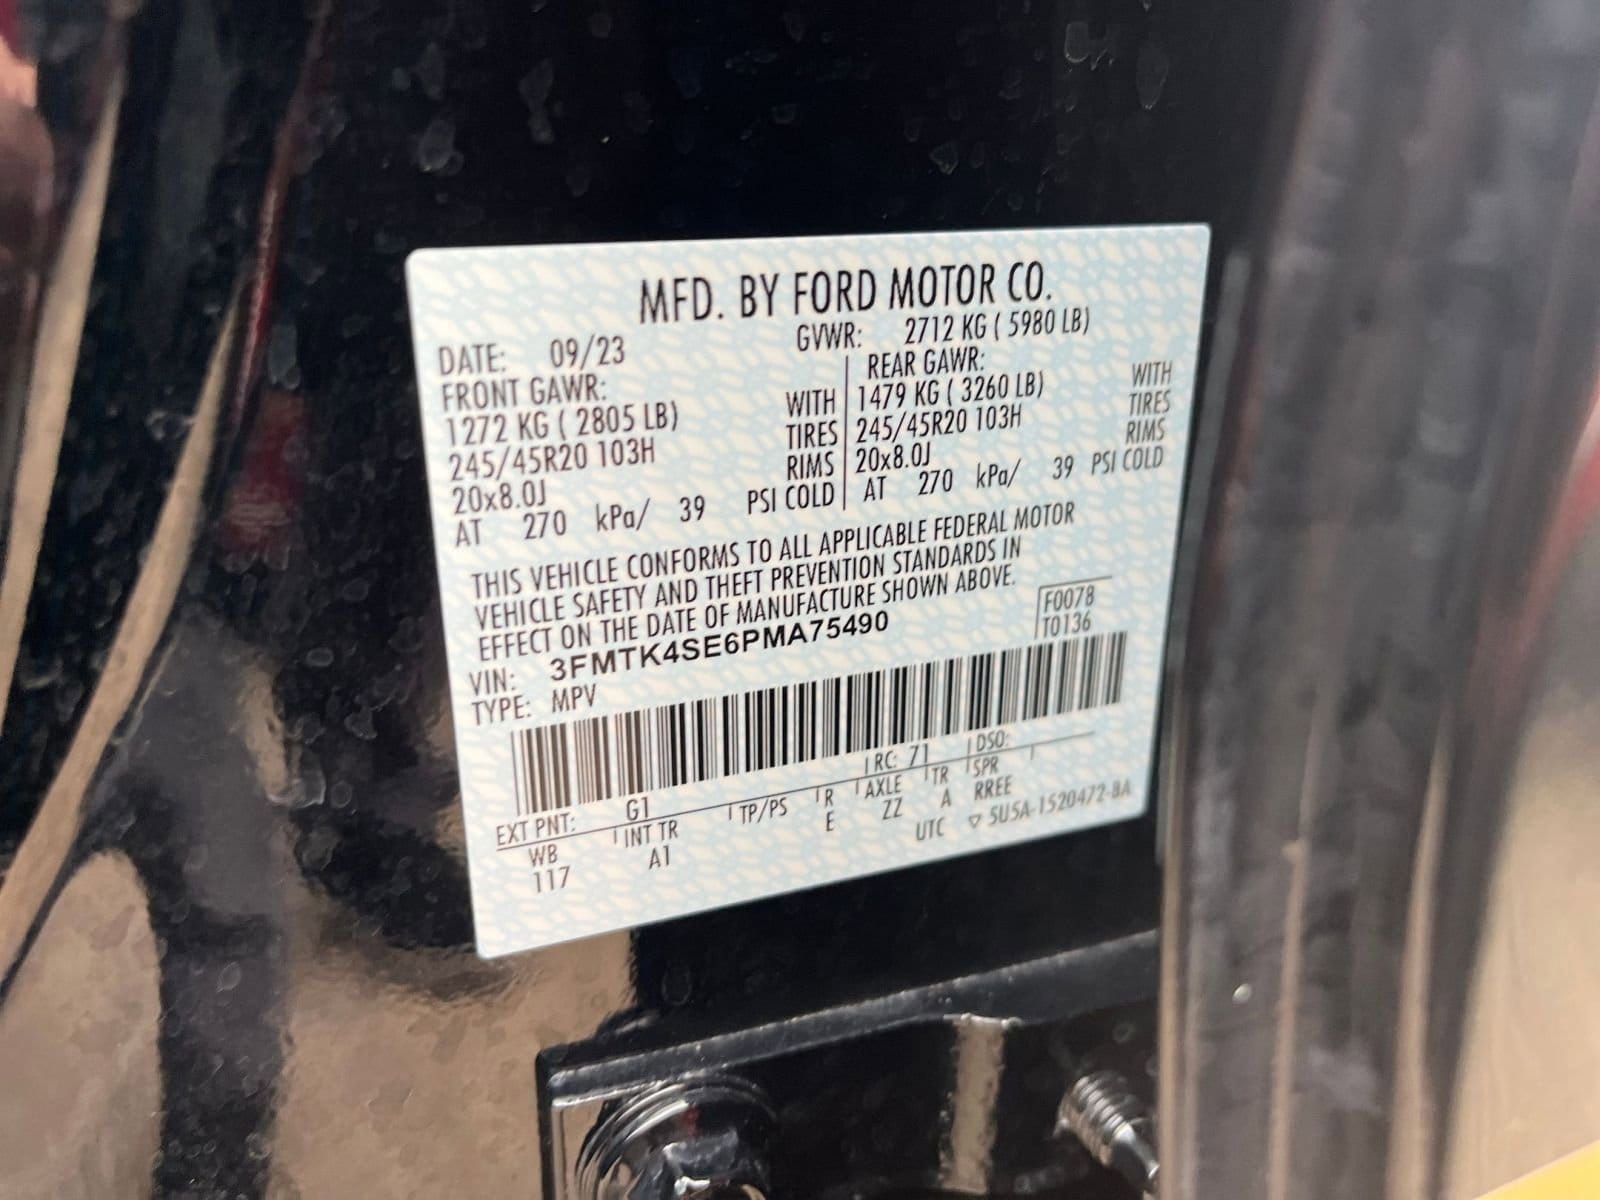 MFD. BY FORD MOTOR CO.
DATE: 09/23 GVWR: 2712 KG ( 5980 LB)
FRONT GAWR: REAR GAWR:
1272 KG ( 2805 LB) WITH 1479 KG ( 3260 LB) WITH
245/45R20 103H TIRES 245/45R20 103H TIRES
20x8.0J RIMS 20x8.0J RIMS
AT 270 kPa/ 39 PSI COLD AT 270 kPa/ 39 PSI COLD
THIS VEHICLE CONFORMS TO ALL APPLICABLE FEDERAL MOTOR
VEHICLE SAFETY AND THEFT PREVENTION STANDARDS IN
EFFECT ON THE DATE OF MANUFACTURE SHOWN ABOVE.
F0078
T0136
VIN: 3FMTK4SE6PMA75490
TYPE: MPV
EXT PNT: G1 RC: 71 DSO:
WB INT TR TP/PS R AXLE TR SPR
117 A1 E ZZ A RREE
UTC ▽ 5U5A-1520472-BA